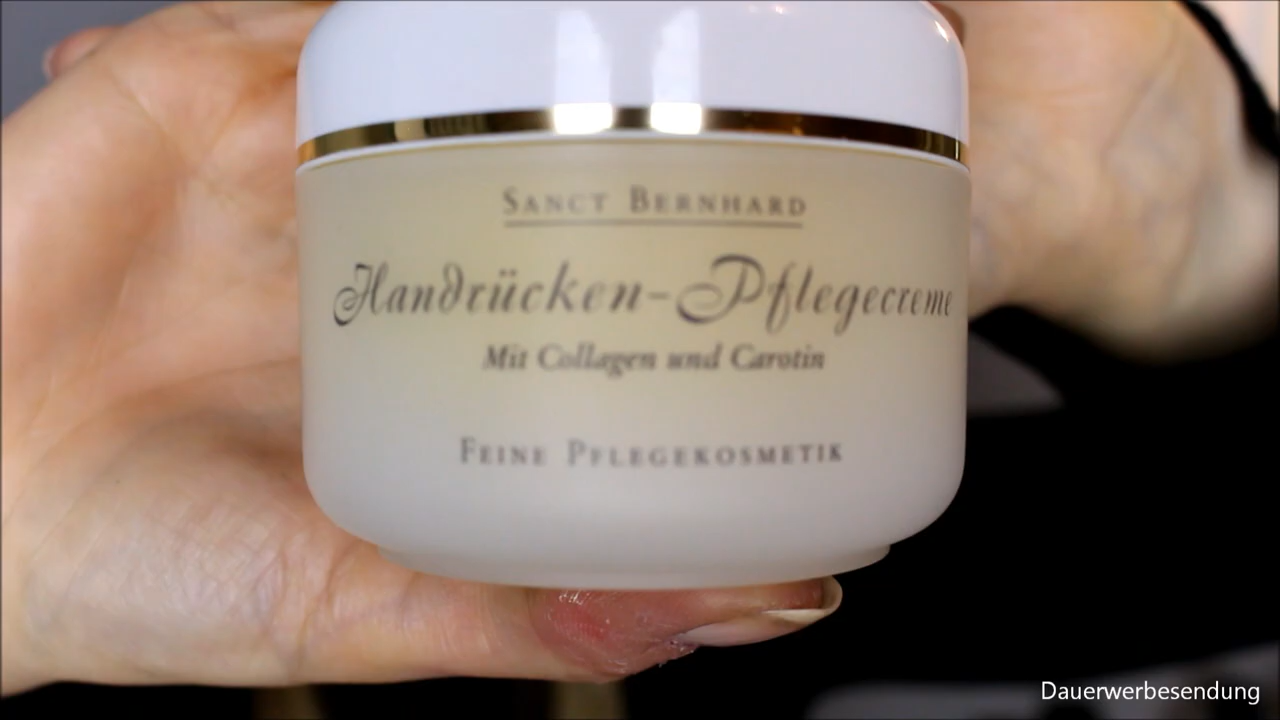 SANCT BERNHARD
Handrücken-Pflegecreme
Mit Collagen und Carotin
FEINE PFLEGEKOSMETIK
Dauerwerbesendung